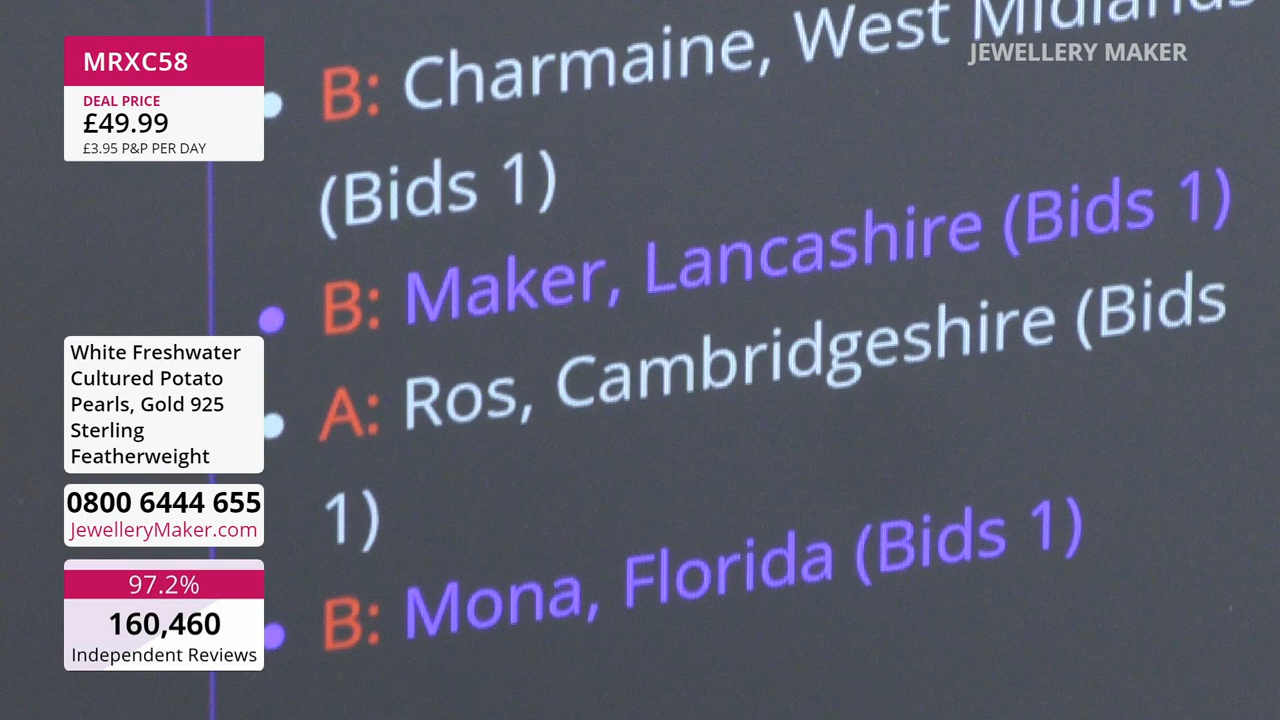 MRXC58
DEAL PRICE
£49.99
£3.95 P&P PER DAY
White Freshwater
Cultured Potato
Pearls, Gold 925
Sterling
Featherweight
0800 6444 655
JewelleryMaker.com
97.2%
160,460
Independent Reviews
JEWELLERY MAKER
B: Charmaine, West Midlands
(Bids 1)
B: Maker, Lancashire (Bids 1)
A: Ros, Cambridgeshire (Bids
1)
B: Mona, Florida (Bids 1)